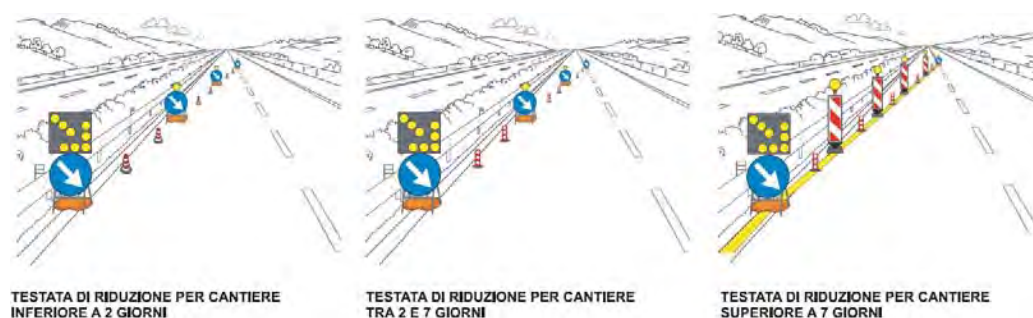 TESTATA DI RIDUZIONE PER CANTIERE
INFERIORE A 2 GIORNI
TESTATA DI RIDUZIONE PER CANTIERE
TRA 2 E 7 GIORNI
TESTATA DI RIDUZIONE PER CANTIERE
SUPERIORE A 7 GIORNI